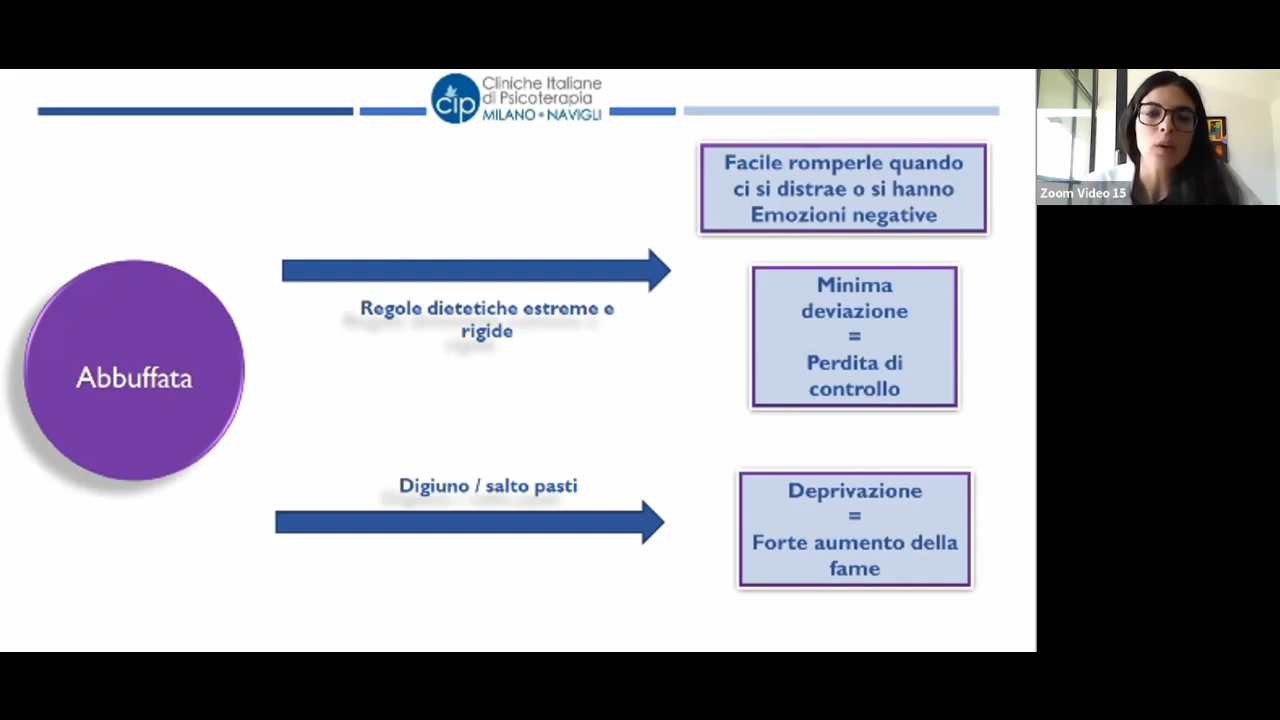 Cliniche Italiane
di Psicoterapia
cip
MILANO • NAVIGLI
Zoom Video 15
Facile romperle quando
ci si distrae o si hanno
Emozioni negative
Regole dietetiche estreme e
rigide
Minima
deviazione
=
Perdita di
controllo
Abbuffata
Digiuno / salto pasti
Deprivazione
=
Forte aumento della
fame